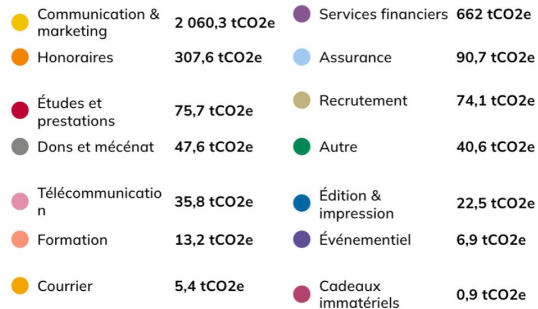 Communication &
marketing
2 060,3 tCO2e
Services financiers 662 tCO2e
Honoraires 307,6 tCO2e
Assurance 90,7 tCO2e
Études et
prestations
75,7 tCO2e
Recrutement 74,1 tCO2e
Dons et mécénat 47,6 tCO2e
Autre 40,6 tCO2e
Télécommunicatio
n
35,8 tCO2e
Édition &
impression
22,5 tCO2e
Formation 13,2 tCO2e
Événementiel 6,9 tCO2e
Courrier 5,4 tCO2e
Cadeaux
immatériels
0,9 tCO2e